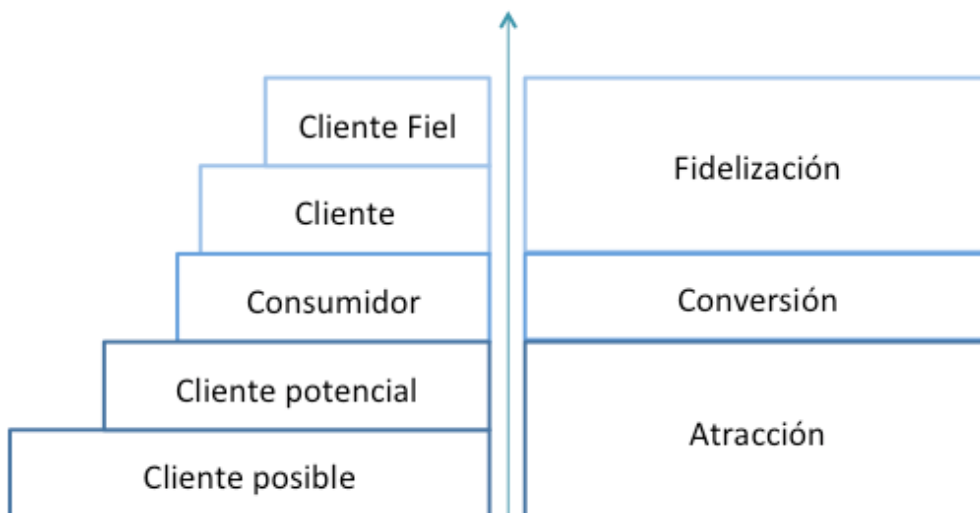 Cliente Fiel
Cliente
Consumidor
Cliente potencial
Cliente posible
Fidelización
Conversión
Atracción